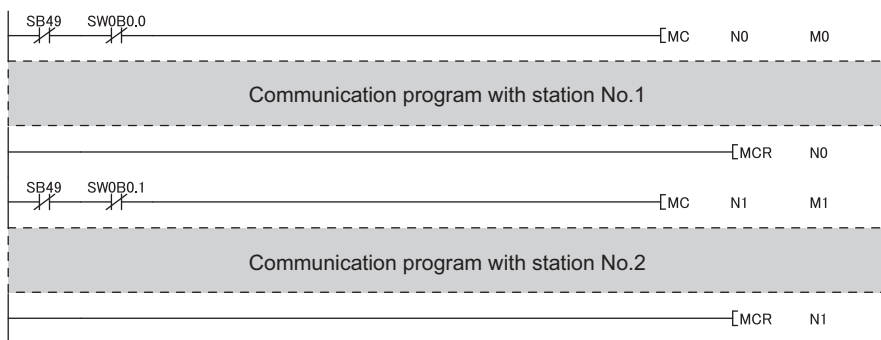 SB49 SW0B0.0
[MC N0 M0
Communication program with station No.1
[MCR N0
SB49 SW0B0.1
[MC N1 M1
Communication program with station No.2
[MCR N1